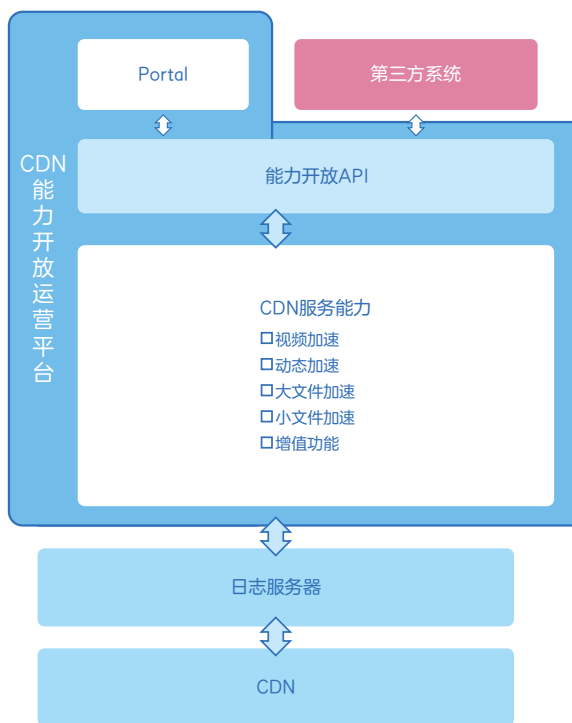 Portal
第三方系统
CDN
能
力
开
放
运
营
平
台
能力开放API
CDN服务能力
□视频加速
□动态加速
□大文件加速
□小文件加速
□增值功能
日志服务器
CDN